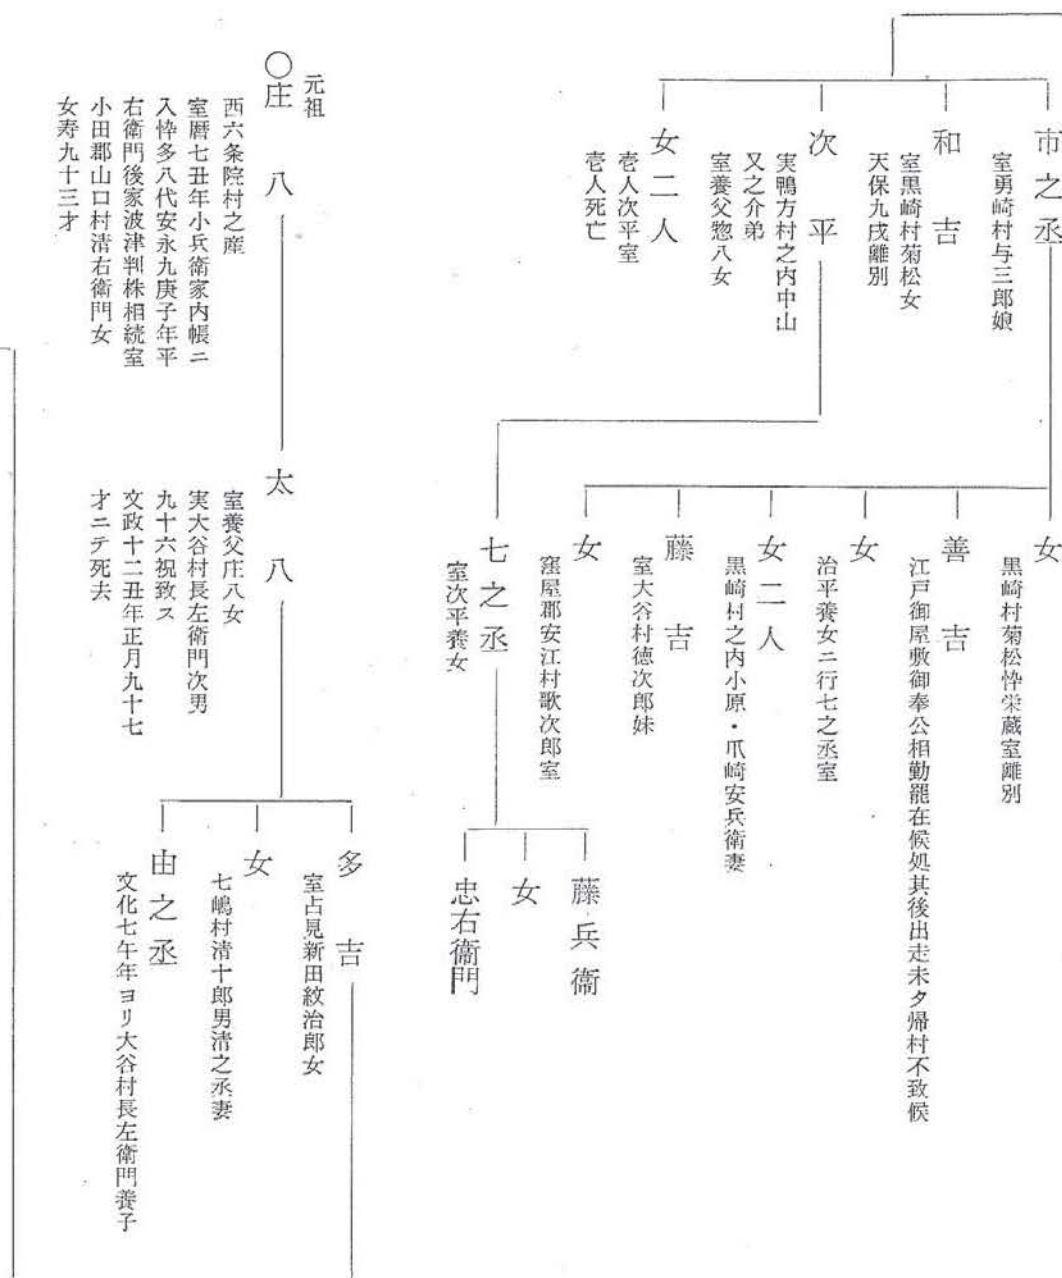 市之丞
室勇崎村与三郎娘
和吉
室黒崎村菊松女
天保九戌離別
次平
実鴨方村之内中山
又之介弟
室養父惣八女
女二人
壱人次平室
壱人死亡
女
黒崎村菊松忰栄蔵室離別
善吉
江戸御屋敷御奉公相勤罷在候処其後出走未タ帰村不致候
女
治平養女ニ行七之丞室
女二人
黒崎村之内小原・爪崎安兵衛妻
藤吉
室大谷村徳次郎妹
女
窪屋郡安江村歌次郎室
七之丞
室次平養女
藤兵衛
女
忠右衛門
元祖
〇庄八
西六条院村之産
室暦七丑年小兵衛家内帳ニ
入忰多八代安永九庚子年平
右衛門後家波津判株相続室
小田郡山口村清右衛門女
女寿九十三才
太八
室養父庄八女
実大谷村長左衛門次男
九十六祝致ス
文政十二丑年正月九十七
才ニテ死去
多吉
室占見新田紋治郎女
女
七嶋村清十郎男清之丞妻
由之丞
文化七午年ヨリ大谷村長左衛門養子